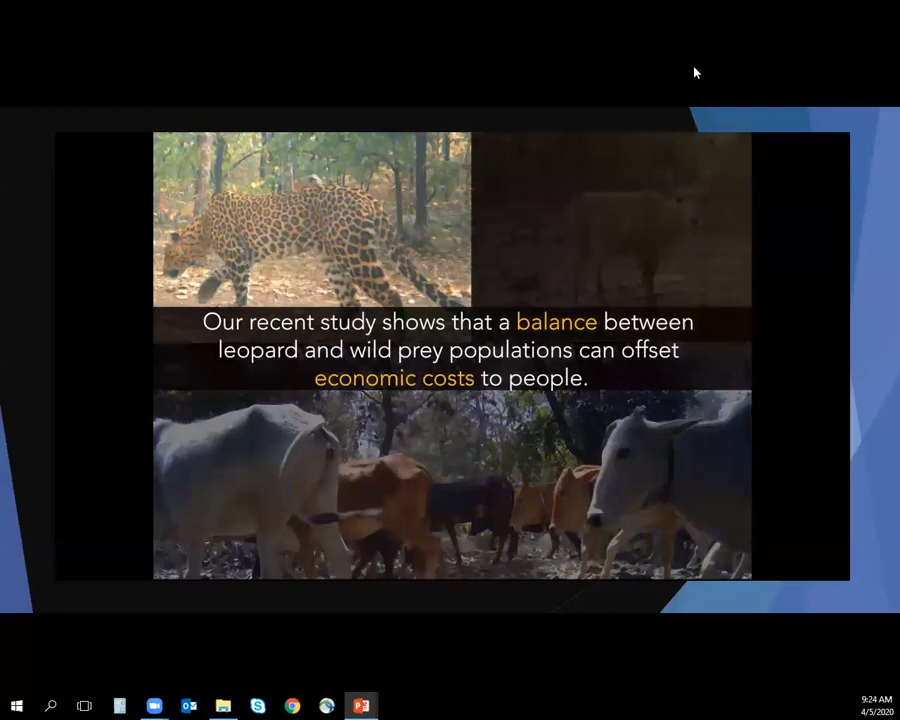 Our recent study shows that a balance between
leopard and wild prey populations can offset
economic costs to people.
9:24 AM
4/5/2020